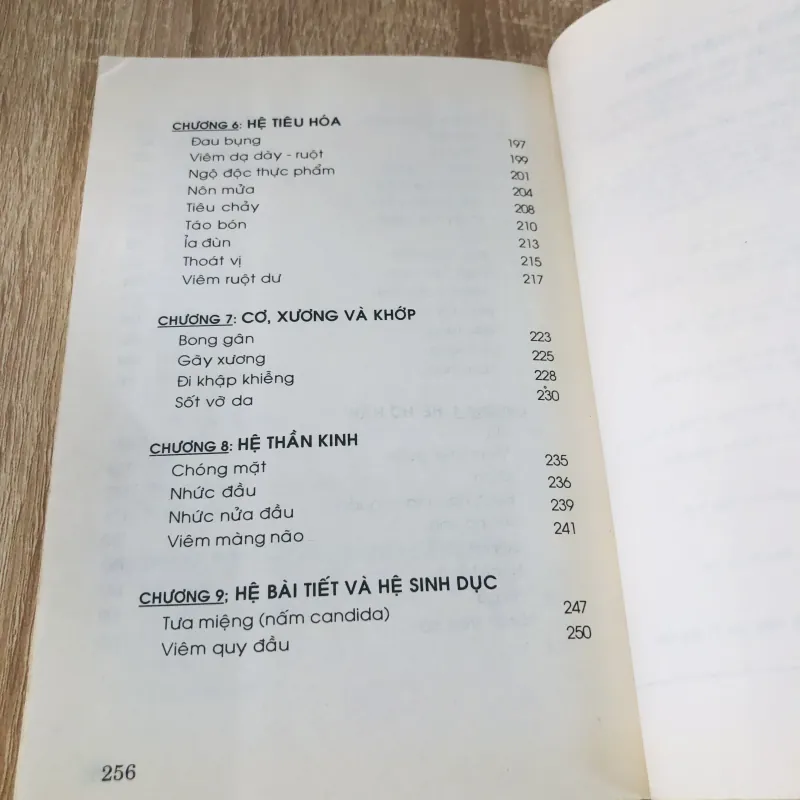 CHƯƠNG 6: HỆ TIÊU HÓA
Đau bụng 197
Viêm dạ dày - ruột 199
Ngộ độc thực phẩm 201
Nôn mửa 204
Tiêu chảy 208
Táo bón 210
Ỉa đùn 213
Thoát vị 215
Viêm ruột dư 217
CHƯƠNG 7: CƠ, XƯƠNG VÀ KHỚP
Bong gân 223
Gãy xương 225
Đi khập khiễng 228
Sốt vỡ da 230
CHƯƠNG 8: HỆ THẦN KINH
Chóng mặt 235
Nhức đầu 236
Nhức nửa đầu 239
Viêm màng não 241
CHƯƠNG 9; HỆ BÀI TIẾT VÀ HỆ SINH DỤC
Tưa miệng (nấm candida) 247
Viêm quy đầu 250
256